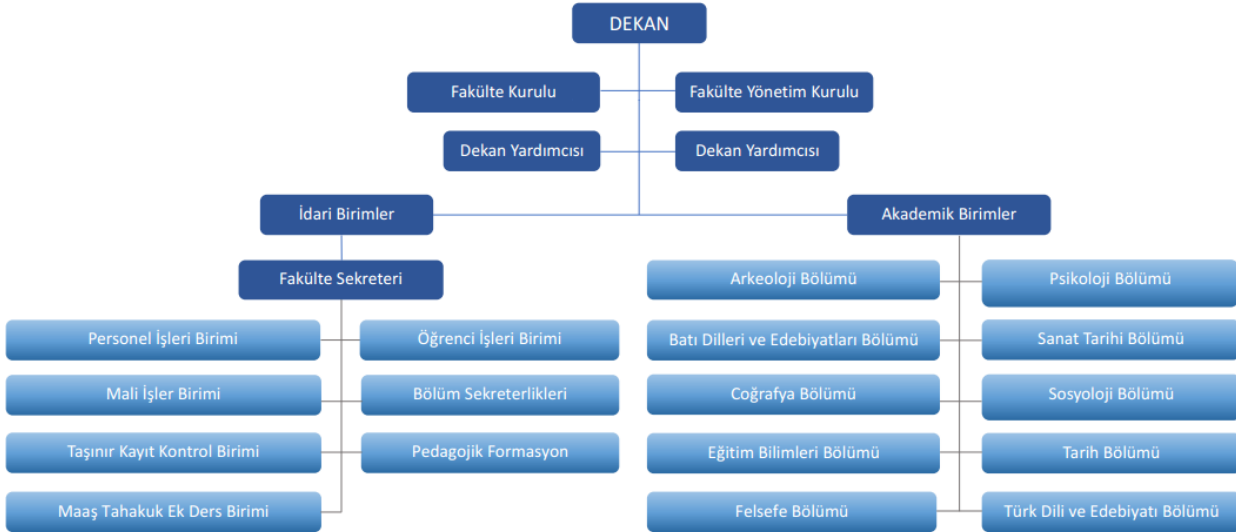 DEKAN
Fakülte Kurulu
Fakülte Yönetim Kurulu
Dekan Yardımcısı
Dekan Yardımcısı
İdari Birimler
Akademik Birimler
Fakülte Sekreteri
Personel İşleri Birimi
Öğrenci İşleri Birimi
Mali İşler Birimi
Bölüm Sekreterlikleri
Taşınır Kayıt Kontrol Birimi
Pedagojik Formasyon
Maaş Tahakuk Ek Ders Birimi
Arkeoloji Bölümü
Psikoloji Bölümü
Batı Dilleri ve Edebiyatları Bölümü
Sanat Tarihi Bölümü
Coğrafya Bölümü
Sosyoloji Bölümü
Eğitim Bilimleri Bölümü
Tarih Bölümü
Felsefe Bölümü
Türk Dili ve Edebiyatı Bölümü